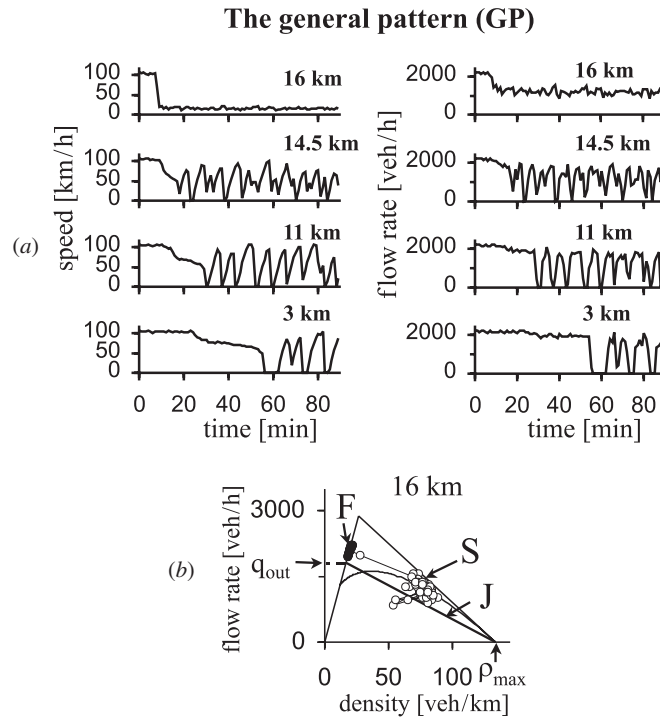 The general pattern (GP)
(a)
speed [km/h]
100
50
0
16 km
100
50
0
14.5 km
100
50
0
11 km
100
50
0
3 km
0 20 40 60 80
time [min]
flow rate [veh/h]
2000
0
16 km
2000
0
14.5 km
2000
0
11 km
2000
0
3 km
0 20 40 60 80
time [min]
(b)
16 km
flow rate [veh/h]
3000
q_out
0
F
S
J
ρ_max
0 50 100
density [veh/km]